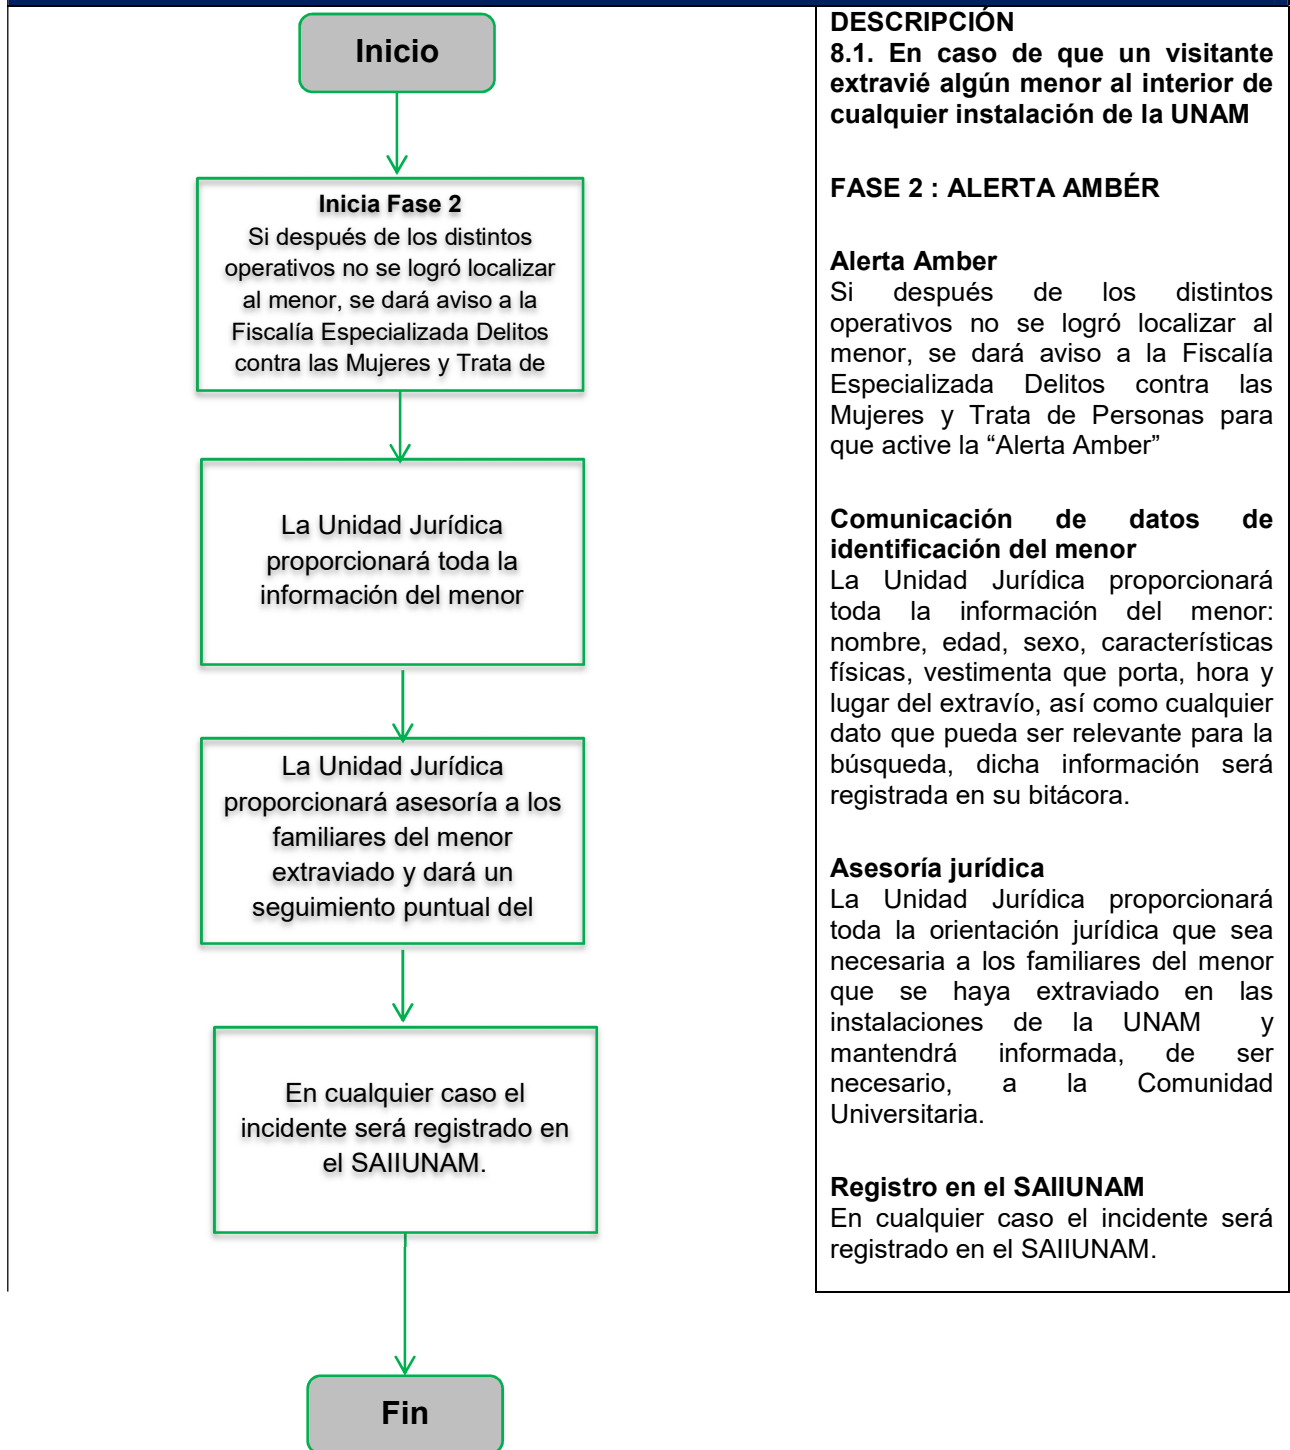 Inicio
Inicia Fase 2
Si después de los distintos
operativos no se logró localizar
al menor, se dará aviso a la
Fiscalía Especializada Delitos
contra las Mujeres y Trata de
La Unidad Jurídica
proporcionará toda la
información del menor
La Unidad Jurídica
proporcionará asesoría a los
familiares del menor
extraviado y dará un
seguimiento puntual del
En cualquier caso el
incidente será registrado en
el SAIIUNAM.
Fin
DESCRIPCIÓN
8.1. En caso de que un visitante
extravié algún menor al interior de
cualquier instalación de la UNAM
FASE 2 : ALERTA AMBÉR
Alerta Amber
Si después de los distintos
operativos no se logró localizar al
menor, se dará aviso a la Fiscalía
Especializada Delitos contra las
Mujeres y Trata de Personas para
que active la “Alerta Amber”
Comunicación de datos de
identificación del menor
La Unidad Jurídica proporcionará
toda la información del menor:
nombre, edad, sexo, características
físicas, vestimenta que porta, hora y
lugar del extravío, así como cualquier
dato que pueda ser relevante para la
búsqueda, dicha información será
registrada en su bitácora.
Asesoría jurídica
La Unidad Jurídica proporcionará
toda la orientación jurídica que sea
necesaria a los familiares del menor
que se haya extraviado en las
instalaciones de la UNAM y
mantendrá informada, de ser
necesario, a la Comunidad
Universitaria.
Registro en el SAIIUNAM
En cualquier caso el incidente será
registrado en el SAIIUNAM.